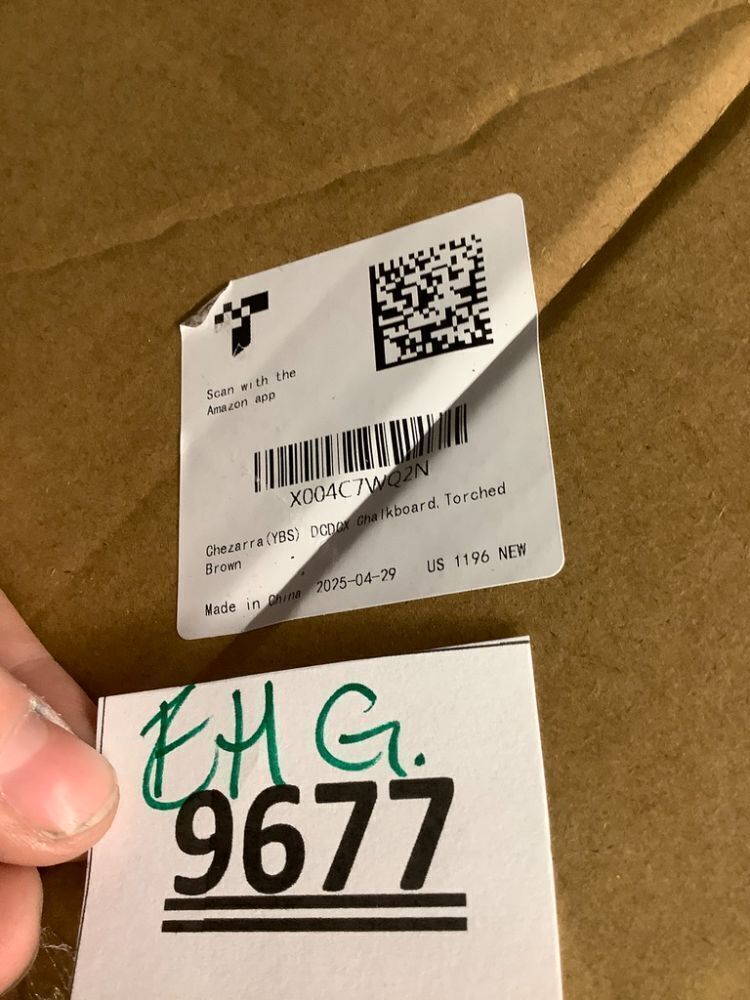 Scan with the
Amazon app
X004C7WQ2N
Chezarra(YBS) DCDCX Chalkboard, Torched
Brown
Made in China 2025-04-29 US 1196 NEW
EHG.
9677